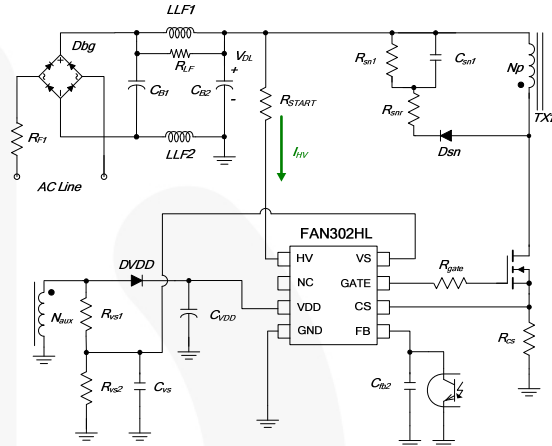 LLF1
Dbg
RLF
VDL
+
-
CB1
CB2
RSTART
Rsn1
Csn1
Np
Rsnr
TX1
Dsn
RF1
LLF2
AC Line
IHV
FAN302HL
HV
VS
NC
GATE
VDD
CS
GND
FB
DVDD
Rgate
Naux
Rvs1
CVDD
Rcs
Rvs2
Cvs
Cfb2